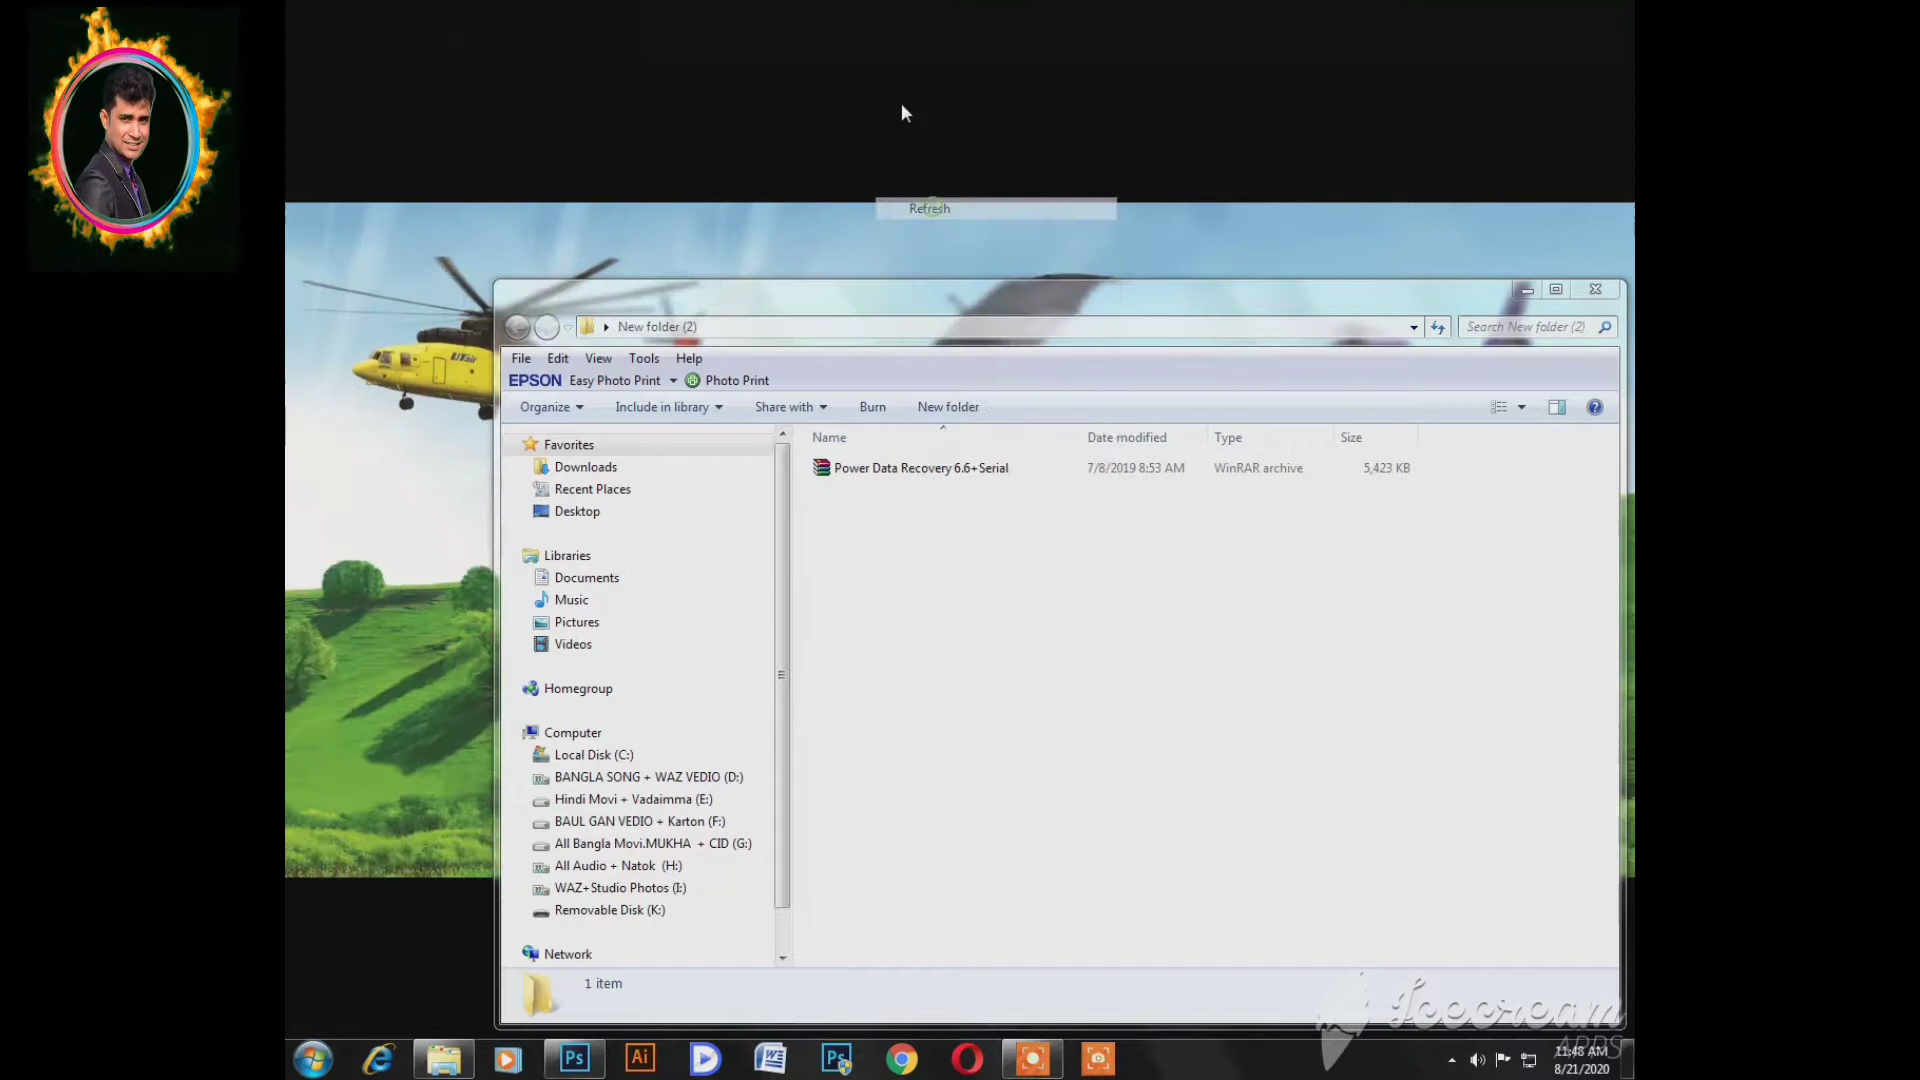 Refresh
New folder (2)
Search New folder (2)
File Edit View Tools Help
EPSON Easy Photo Print Photo Print
Organize Include in library Share with Burn New folder
Name Date modified Type Size
Power Data Recovery 6.6+Serial 7/8/2019 8:53 AM WinRAR archive 5,423 KB
Favorites
Downloads
Recent Places
Desktop
Libraries
Documents
Music
Pictures
Videos
Homegroup
Computer
Local Disk (C:)
BANGLA SONG + WAZ VEDIO (D:)
Hindi Movi + Vadaimma (E:)
BAUL GAN VEDIO + Karton (F:)
All Bangla Movi.MUKHA + CID (G:)
All Audio + Natok (H:)
WAZ+Studio Photos (I:)
Removable Disk (K:)
Network
1 item
Icecream
APPS
Ps Ai Ps
11:48 AM
8/21/2020